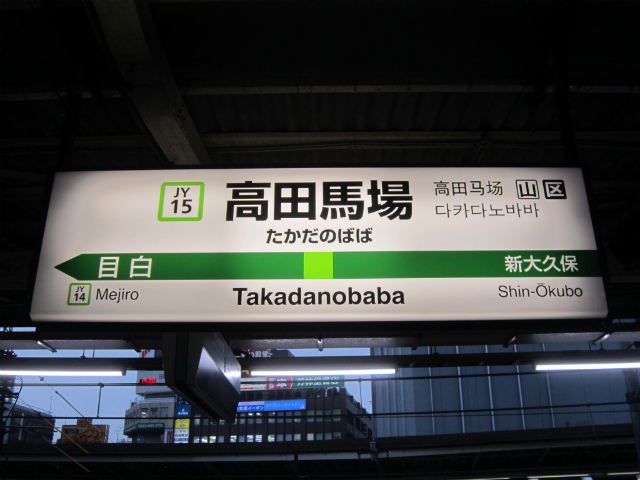 JY
15
高田馬場
高田马场
다카다노바바
山 区
たかだのばば
目白
新大久保
JY
14
Mejiro
Takadanobaba
Shin-Ōkubo